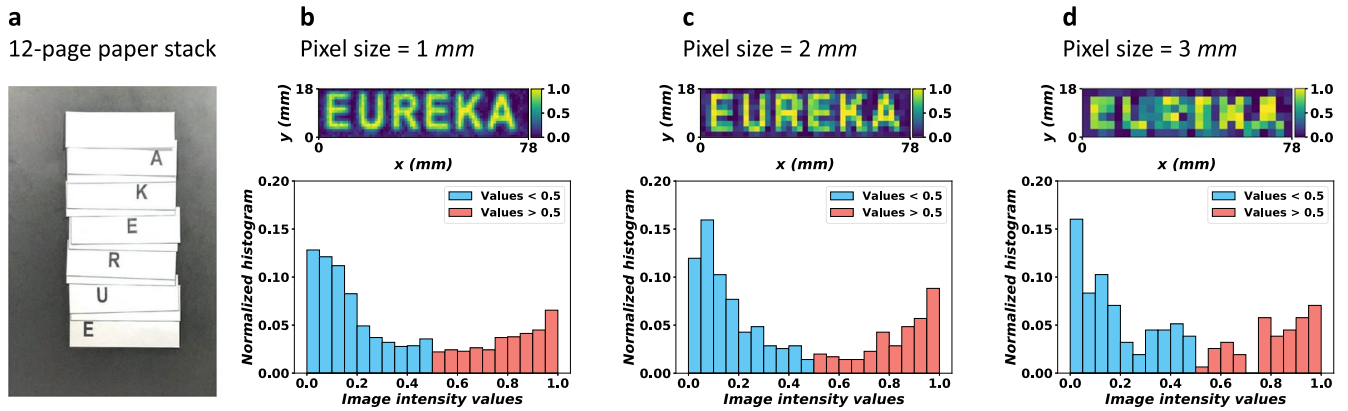 a
12-page paper stack
A
K
E
R
U
E
b
Pixel size = 1 mm
18
y (mm)
0
EUREKA
1.0
0.5
0.0
0
78
x (mm)
0.20
0.15
0.10
0.05
0.00
Normalized histogram
Values < 0.5
Values > 0.5
0.0 0.2 0.4 0.6 0.8 1.0
Image intensity values
c
Pixel size = 2 mm
18
y (mm)
0
EUREKA
1.0
0.5
0.0
0
78
x (mm)
0.20
0.15
0.10
0.05
0.00
Normalized histogram
Values < 0.5
Values > 0.5
0.0 0.2 0.4 0.6 0.8 1.0
Image intensity values
d
Pixel size = 3 mm
18
y (mm)
0
1.0
0.5
0.0
0
78
x (mm)
0.20
0.15
0.10
0.05
0.00
Normalized histogram
Values < 0.5
Values > 0.5
0.0 0.2 0.4 0.6 0.8 1.0
Image intensity values